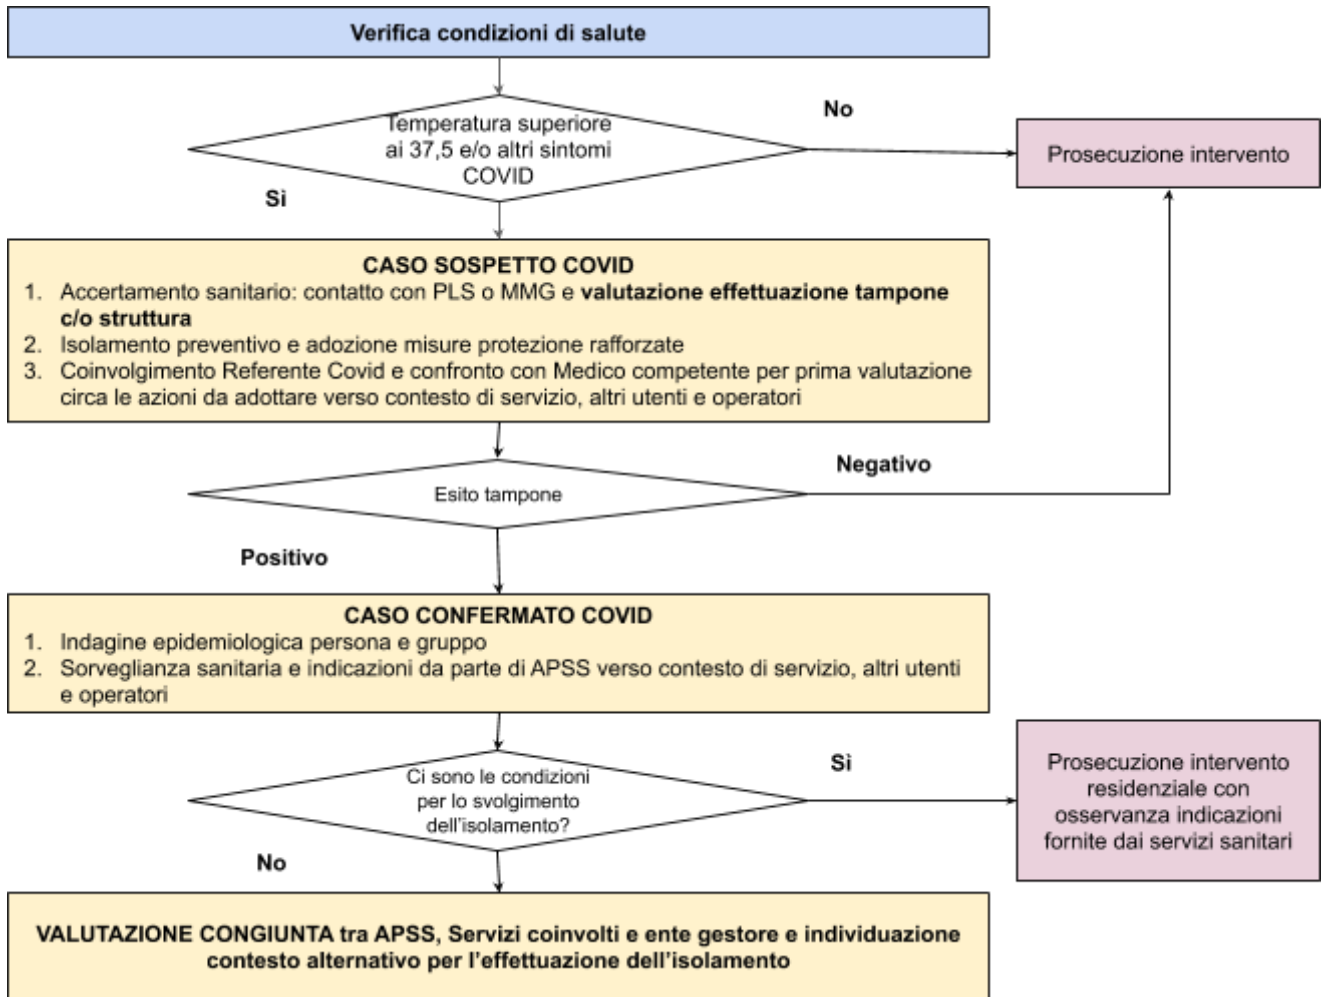 Verifica condizioni di salute
No
Temperatura superiore
ai 37,5 e/o altri sintomi
COVID
Prosecuzione intervento
Sì
CASO SOSPETTO COVID
1. Accertamento sanitario: contatto con PLS o MMG e valutazione effettuazione tampone
c/o struttura
2. Isolamento preventivo e adozione misure protezione rafforzate
3. Coinvolgimento Referente Covid e confronto con Medico competente per prima valutazione
circa le azioni da adottare verso contesto di servizio, altri utenti e operatori
Negativo
Esito tampone
Positivo
CASO CONFERMATO COVID
1. Indagine epidemiologica persona e gruppo
2. Sorveglianza sanitaria e indicazioni da parte di APSS verso contesto di servizio, altri utenti
e operatori
Ci sono le condizioni
per lo svolgimento
dell'isolamento?
Sì
Prosecuzione intervento
residenziale con
osservanza indicazioni
fornite dai servizi sanitari
No
VALUTAZIONE CONGIUNTA tra APSS, Servizi coinvolti e ente gestore e individuazione
contesto alternativo per l'effettuazione dell'isolamento